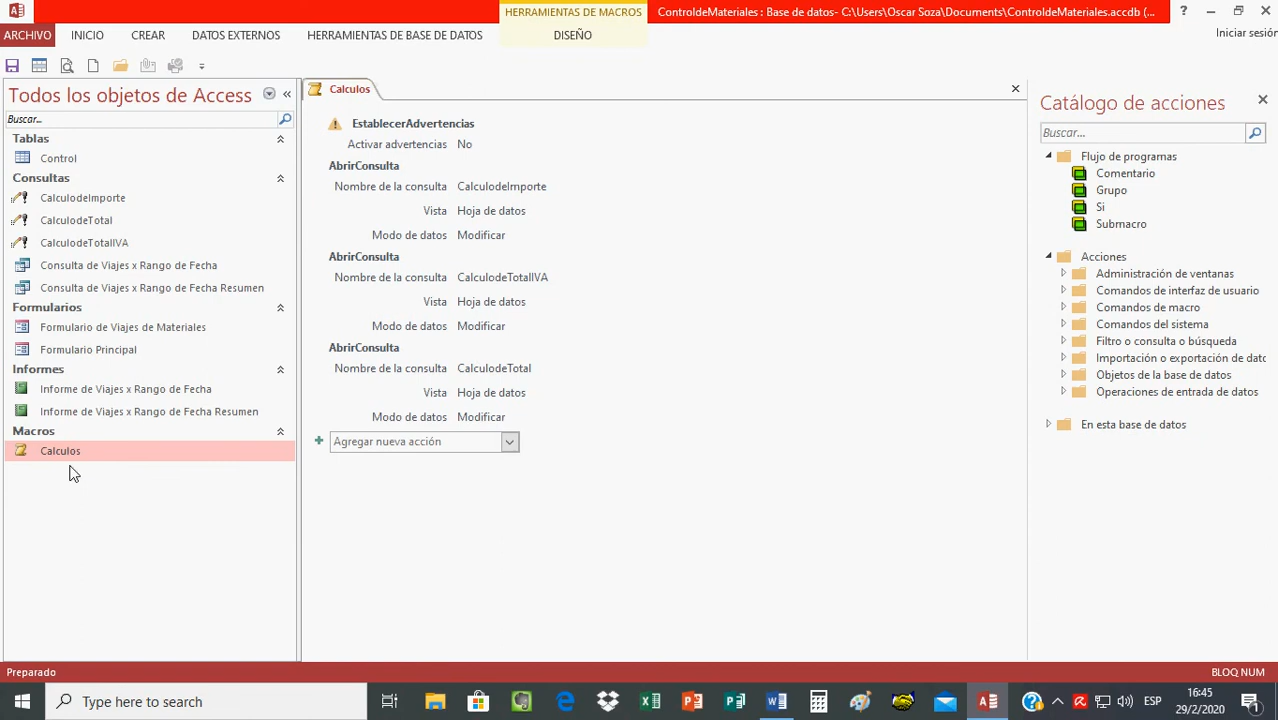 HERRAMIENTAS DE MACROS
ControldeMateriales : Base de datos- C:\Users\Oscar Soza\Documents\ControldeMateriales.accdb (...
?
Iniciar sesión
ARCHIVO INICIO CREAR DATOS EXTERNOS HERRAMIENTAS DE BASE DE DATOS DISEÑO
Todos los objetos de Access
Buscar...
Tablas
Control
Consultas
CalculodeImporte
CalculodeTotal
CalculodeTotalIVA
Consulta de Viajes x Rango de Fecha
Consulta de Viajes x Rango de Fecha Resumen
Formularios
Formulario de Viajes de Materiales
Formulario Principal
Informes
Informe de Viajes x Rango de Fecha
Informe de Viajes x Rango de Fecha Resumen
Macros
Calculos
Calculos
EstablecerAdvertencias
Activar advertencias No
AbrirConsulta
Nombre de la consulta CalculodeImporte
Vista Hoja de datos
Modo de datos Modificar
AbrirConsulta
Nombre de la consulta CalculodeTotalIVA
Vista Hoja de datos
Modo de datos Modificar
AbrirConsulta
Nombre de la consulta CalculodeTotal
Vista Hoja de datos
Modo de datos Modificar
Agregar nueva acción
Catálogo de acciones
Buscar...
Flujo de programas
Comentario
Grupo
Si
Submacro
Acciones
Administración de ventanas
Comandos de interfaz de usuario
Comandos de macro
Comandos del sistema
Filtro o consulta o búsqueda
Importación o exportación de datc
Objetos de la base de datos
Operaciones de entrada de datos
En esta base de datos
Preparado
BLOQ NUM
Type here to search
ESP
16:45
29/2/2020